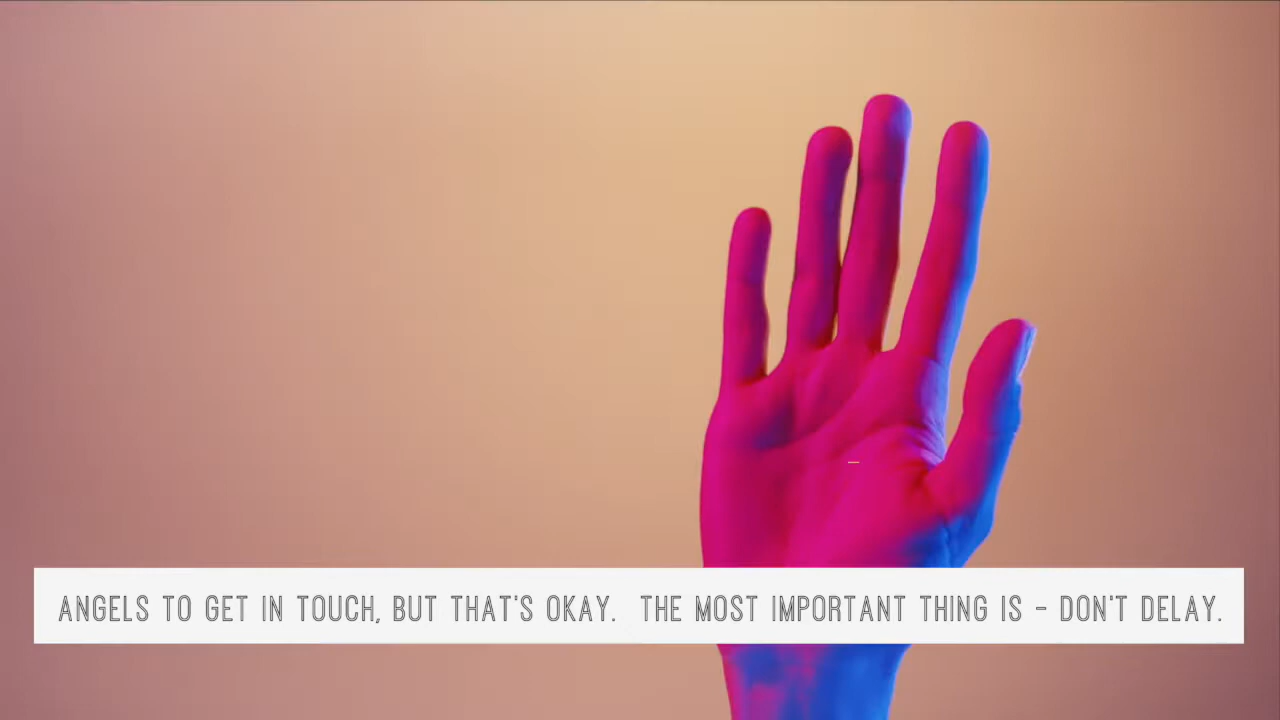 ANGELS TO GET IN TOUCH, BUT THAT'S OKAY. THE MOST IMPORTANT THING IS - DON'T DELAY.